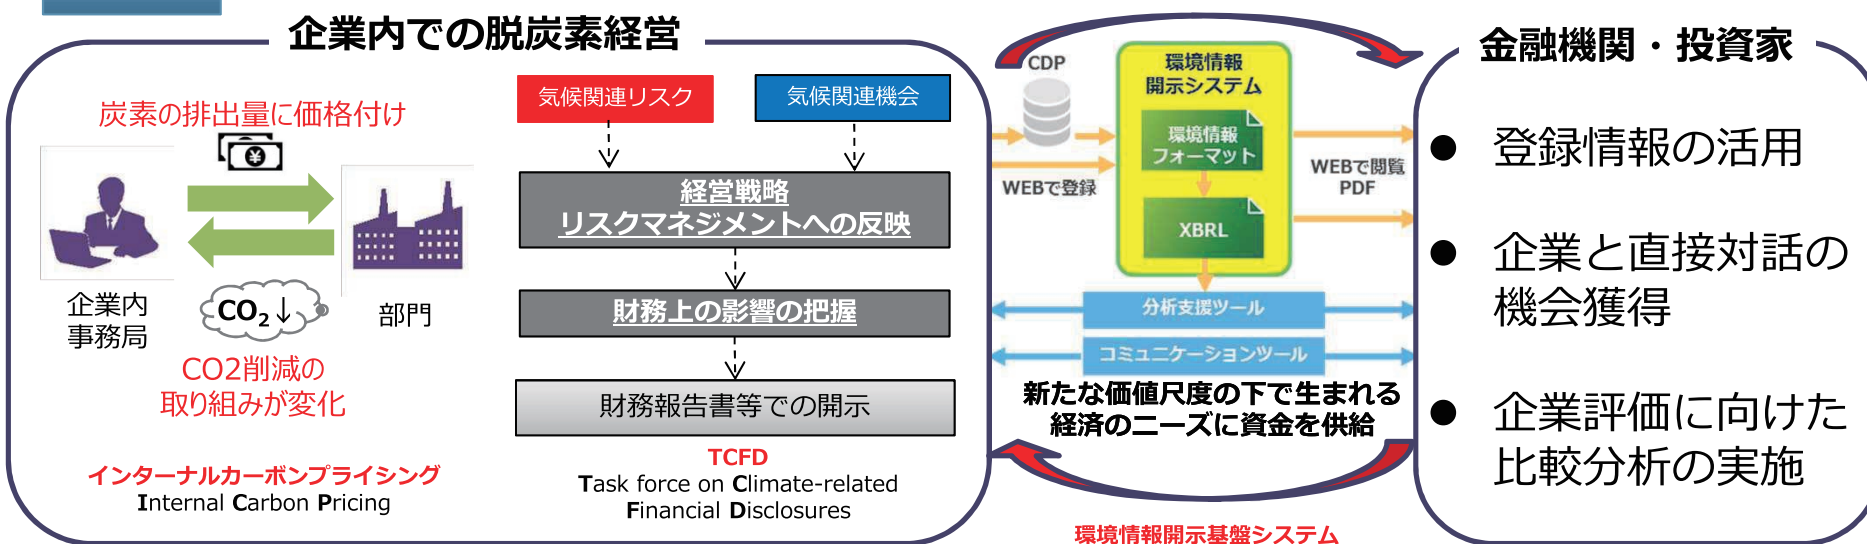 企業内での脱炭素経営
炭素の排出量に価格付け
¥
企業内
事務局
CO₂↓
部門
CO2削減の
取り組みが変化
インターナルカーボンプライシング
Internal Carbon Pricing
気候関連リスク
気候関連機会
経営戦略
リスクマネジメントへの反映
財務上の影響の把握
財務報告書等での開示
TCFD
Task force on Climate-related
Financial Disclosures
CDP
WEBで登録
環境情報
開示システム
環境情報
フォーマット
XBRL
WEBで閲覧
PDF
分析支援ツール
コミュニケーションツール
新たな価値尺度の下で生まれる
経済のニーズに資金を供給
環境情報開示基盤システム
金融機関・投資家
● 登録情報の活用
● 企業と直接対話の
機会獲得
● 企業評価に向けた
比較分析の実施